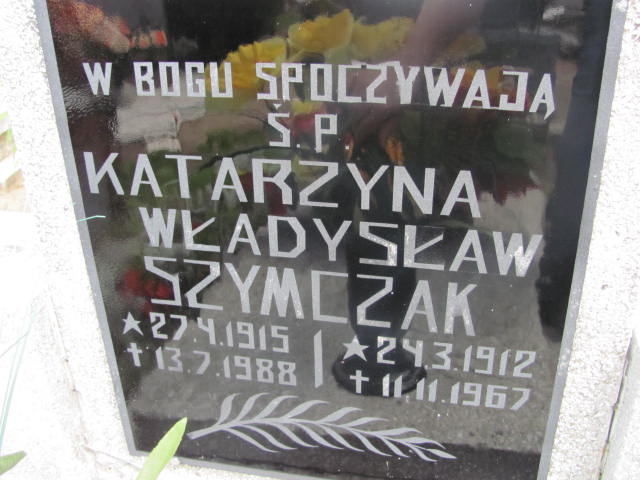 W BOGU SPOCZYWAJĄ
Ś.P
KATARZYNA
WŁADYSŁAW
SZYMCZAK
★ 27.4.1915 | ★ 24.3.1912
✝ 13.7.1988 | ✝ 11.11.1967